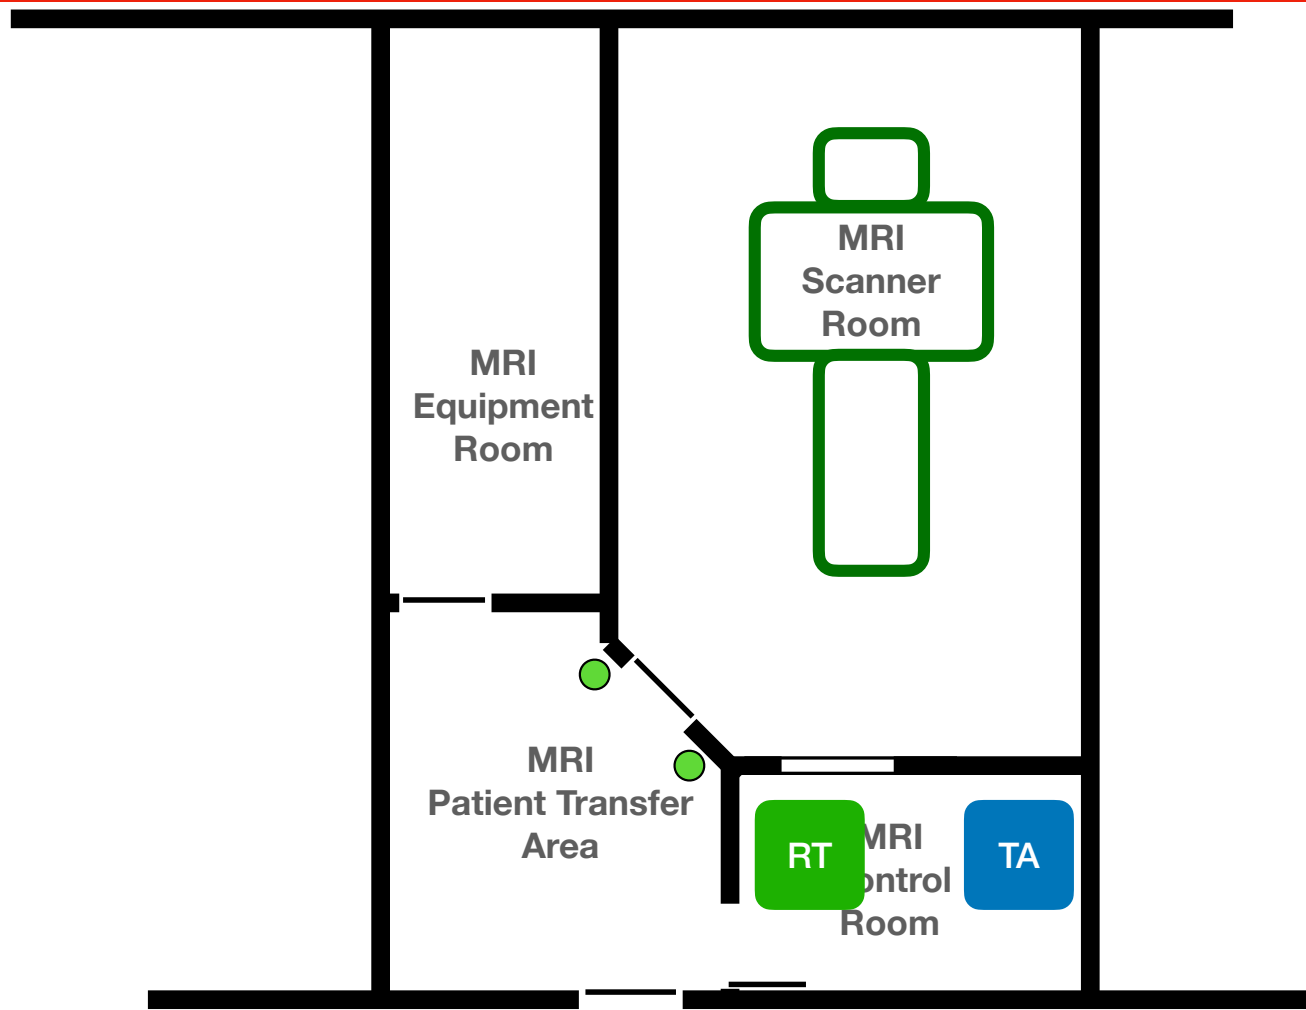 MRI
Scanner
Room
MRI
Equipment
Room
MRI
Patient Transfer
Area
RT
MRI
ontrol
Room
TA